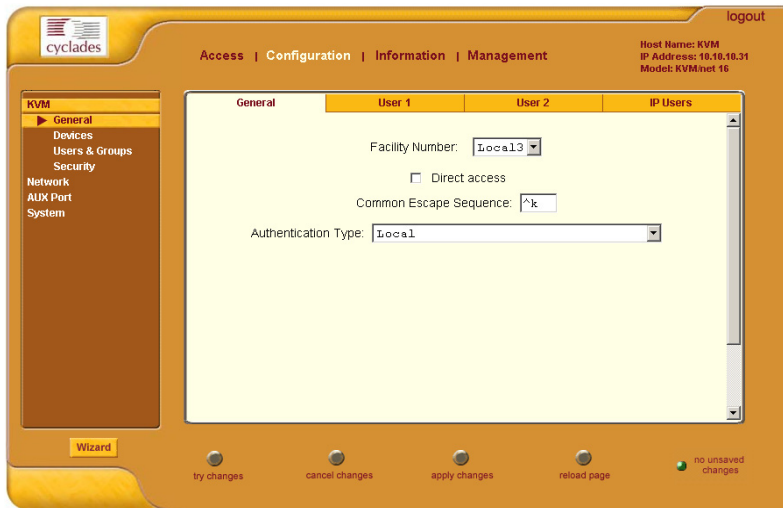 logout
cyclades
Access | Configuration | Information | Management
Host Name: KVM
IP Address: 10.10.10.31
Model: KVM/net 16
KVM
General
Devices
Users & Groups
Security
Network
AUX Port
System
General
User 1
User 2
IP Users
Facility Number: Local3
Direct access
Common Escape Sequence: ^k
Authentication Type: Local
Wizard
try changes
cancel changes
apply changes
reload page
no unsaved
changes